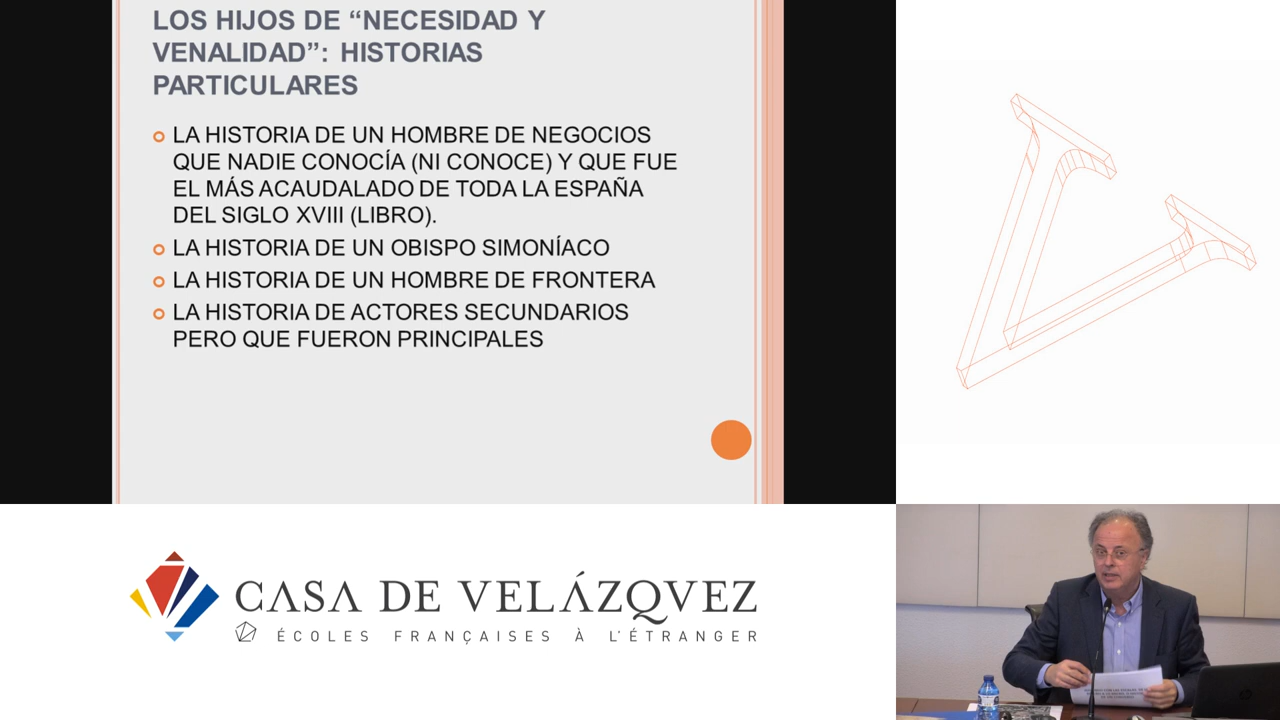 LOS HIJOS DE “NECESIDAD Y
VENALIDAD”: HISTORIAS
PARTICULARES
LA HISTORIA DE UN HOMBRE DE NEGOCIOS
QUE NADIE CONOCÍA (NI CONOCE) Y QUE FUE
EL MÁS ACAUDALADO DE TODA LA ESPAÑA
DEL SIGLO XVIII (LIBRO).
LA HISTORIA DE UN OBISPO SIMONÍACO
LA HISTORIA DE UN HOMBRE DE FRONTERA
LA HISTORIA DE ACTORES SECUNDARIOS
PERO QUE FUERON PRINCIPALES
CASA DE VELÁZQVEZ
ÉCOLES FRANÇAISES À L'ÉTRANGER